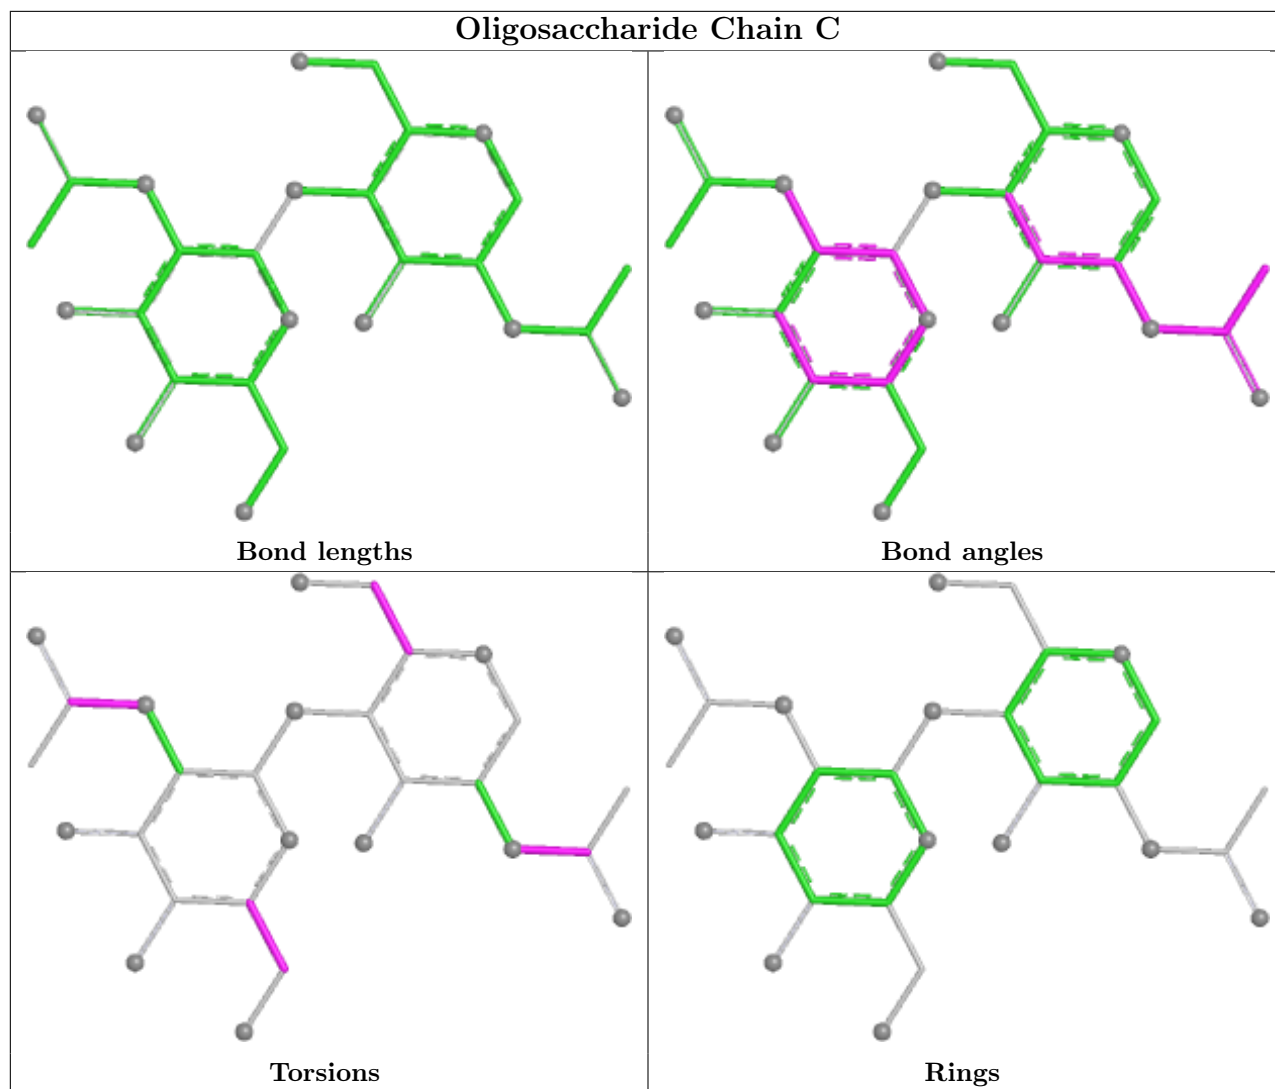 Oligosaccharide Chain C
Bond lengths
Bond angles
Torsions
Rings